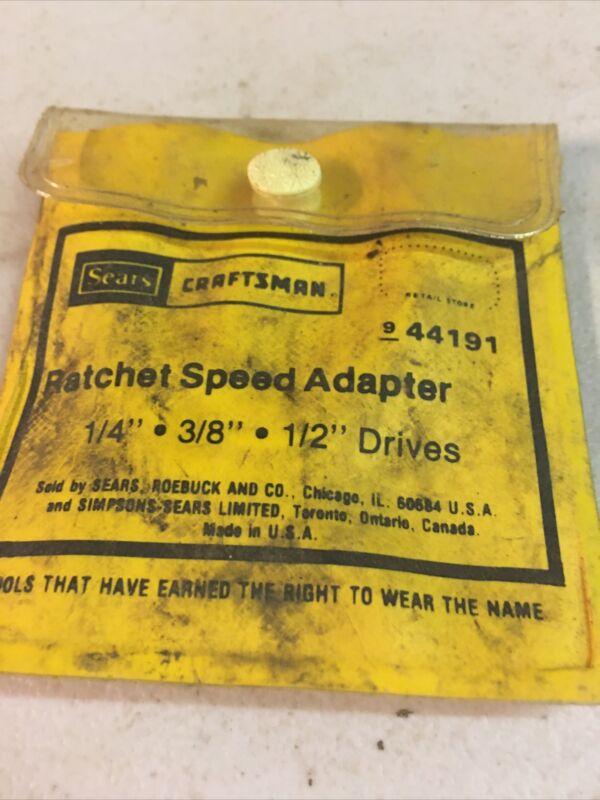 Sears CRAFTSMAN
RETAIL STORE
9 44191
Ratchet Speed Adapter
1/4" • 3/8" • 1/2" Drives
Sold by SEARS, ROEBUCK AND CO., Chicago, IL. 60684 U.S.A.
and SIMPSONS-SEARS LIMITED, Toronto, Ontario, Canada.
Made in U.S.A.
OOLS THAT HAVE EARNED THE RIGHT TO WEAR THE NAME